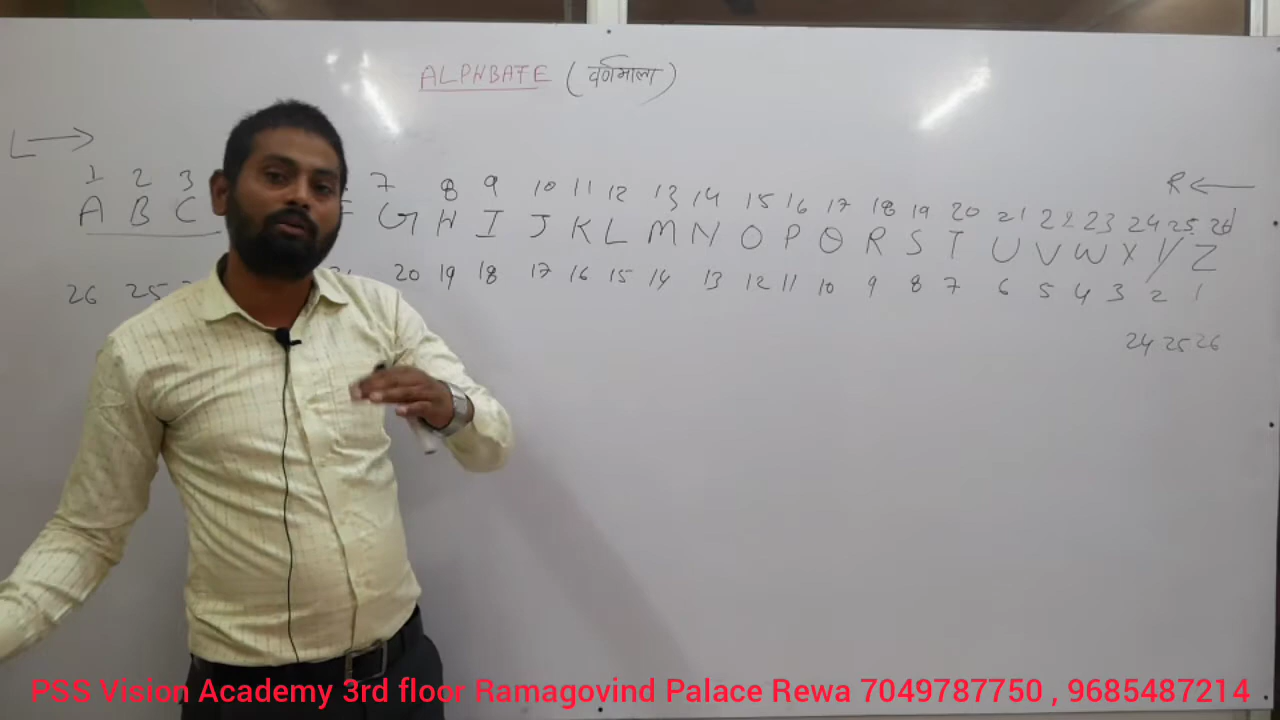 ALPHBATE (वर्णमाला)
L →
R ←
1 2 3 7 8 9 10 11 12 13 14 15 16 17 18 19 20 21 22 23 24 25 26
A B C F G H I J K L M N O P Q R S T U V W X Y Z
26 25 21 20 19 18 17 16 15 14 13 12 11 10 9 8 7 6 5 4 3 2 1
24 25 26
PSS Vision Academy 3rd floor Ramagovind Palace Rewa 7049787750 , 9685487214